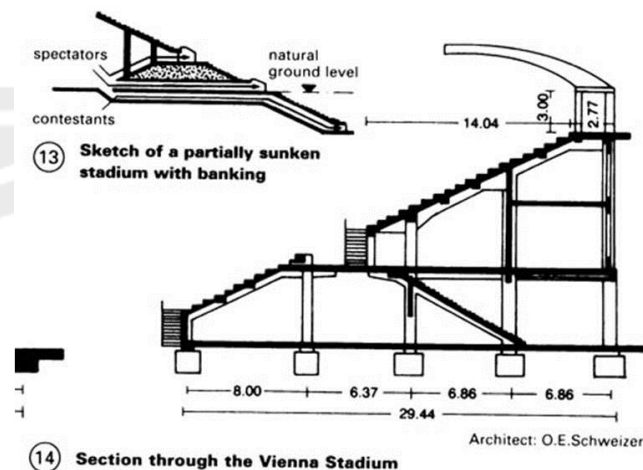 spectators
natural
ground level
contestants
13 Sketch of a partially sunken
stadium with banking
14.04
3.00
2.77
8.00
6.37
6.86
6.86
29.44
Architect: O.E.Schweizer
14 Section through the Vienna Stadium